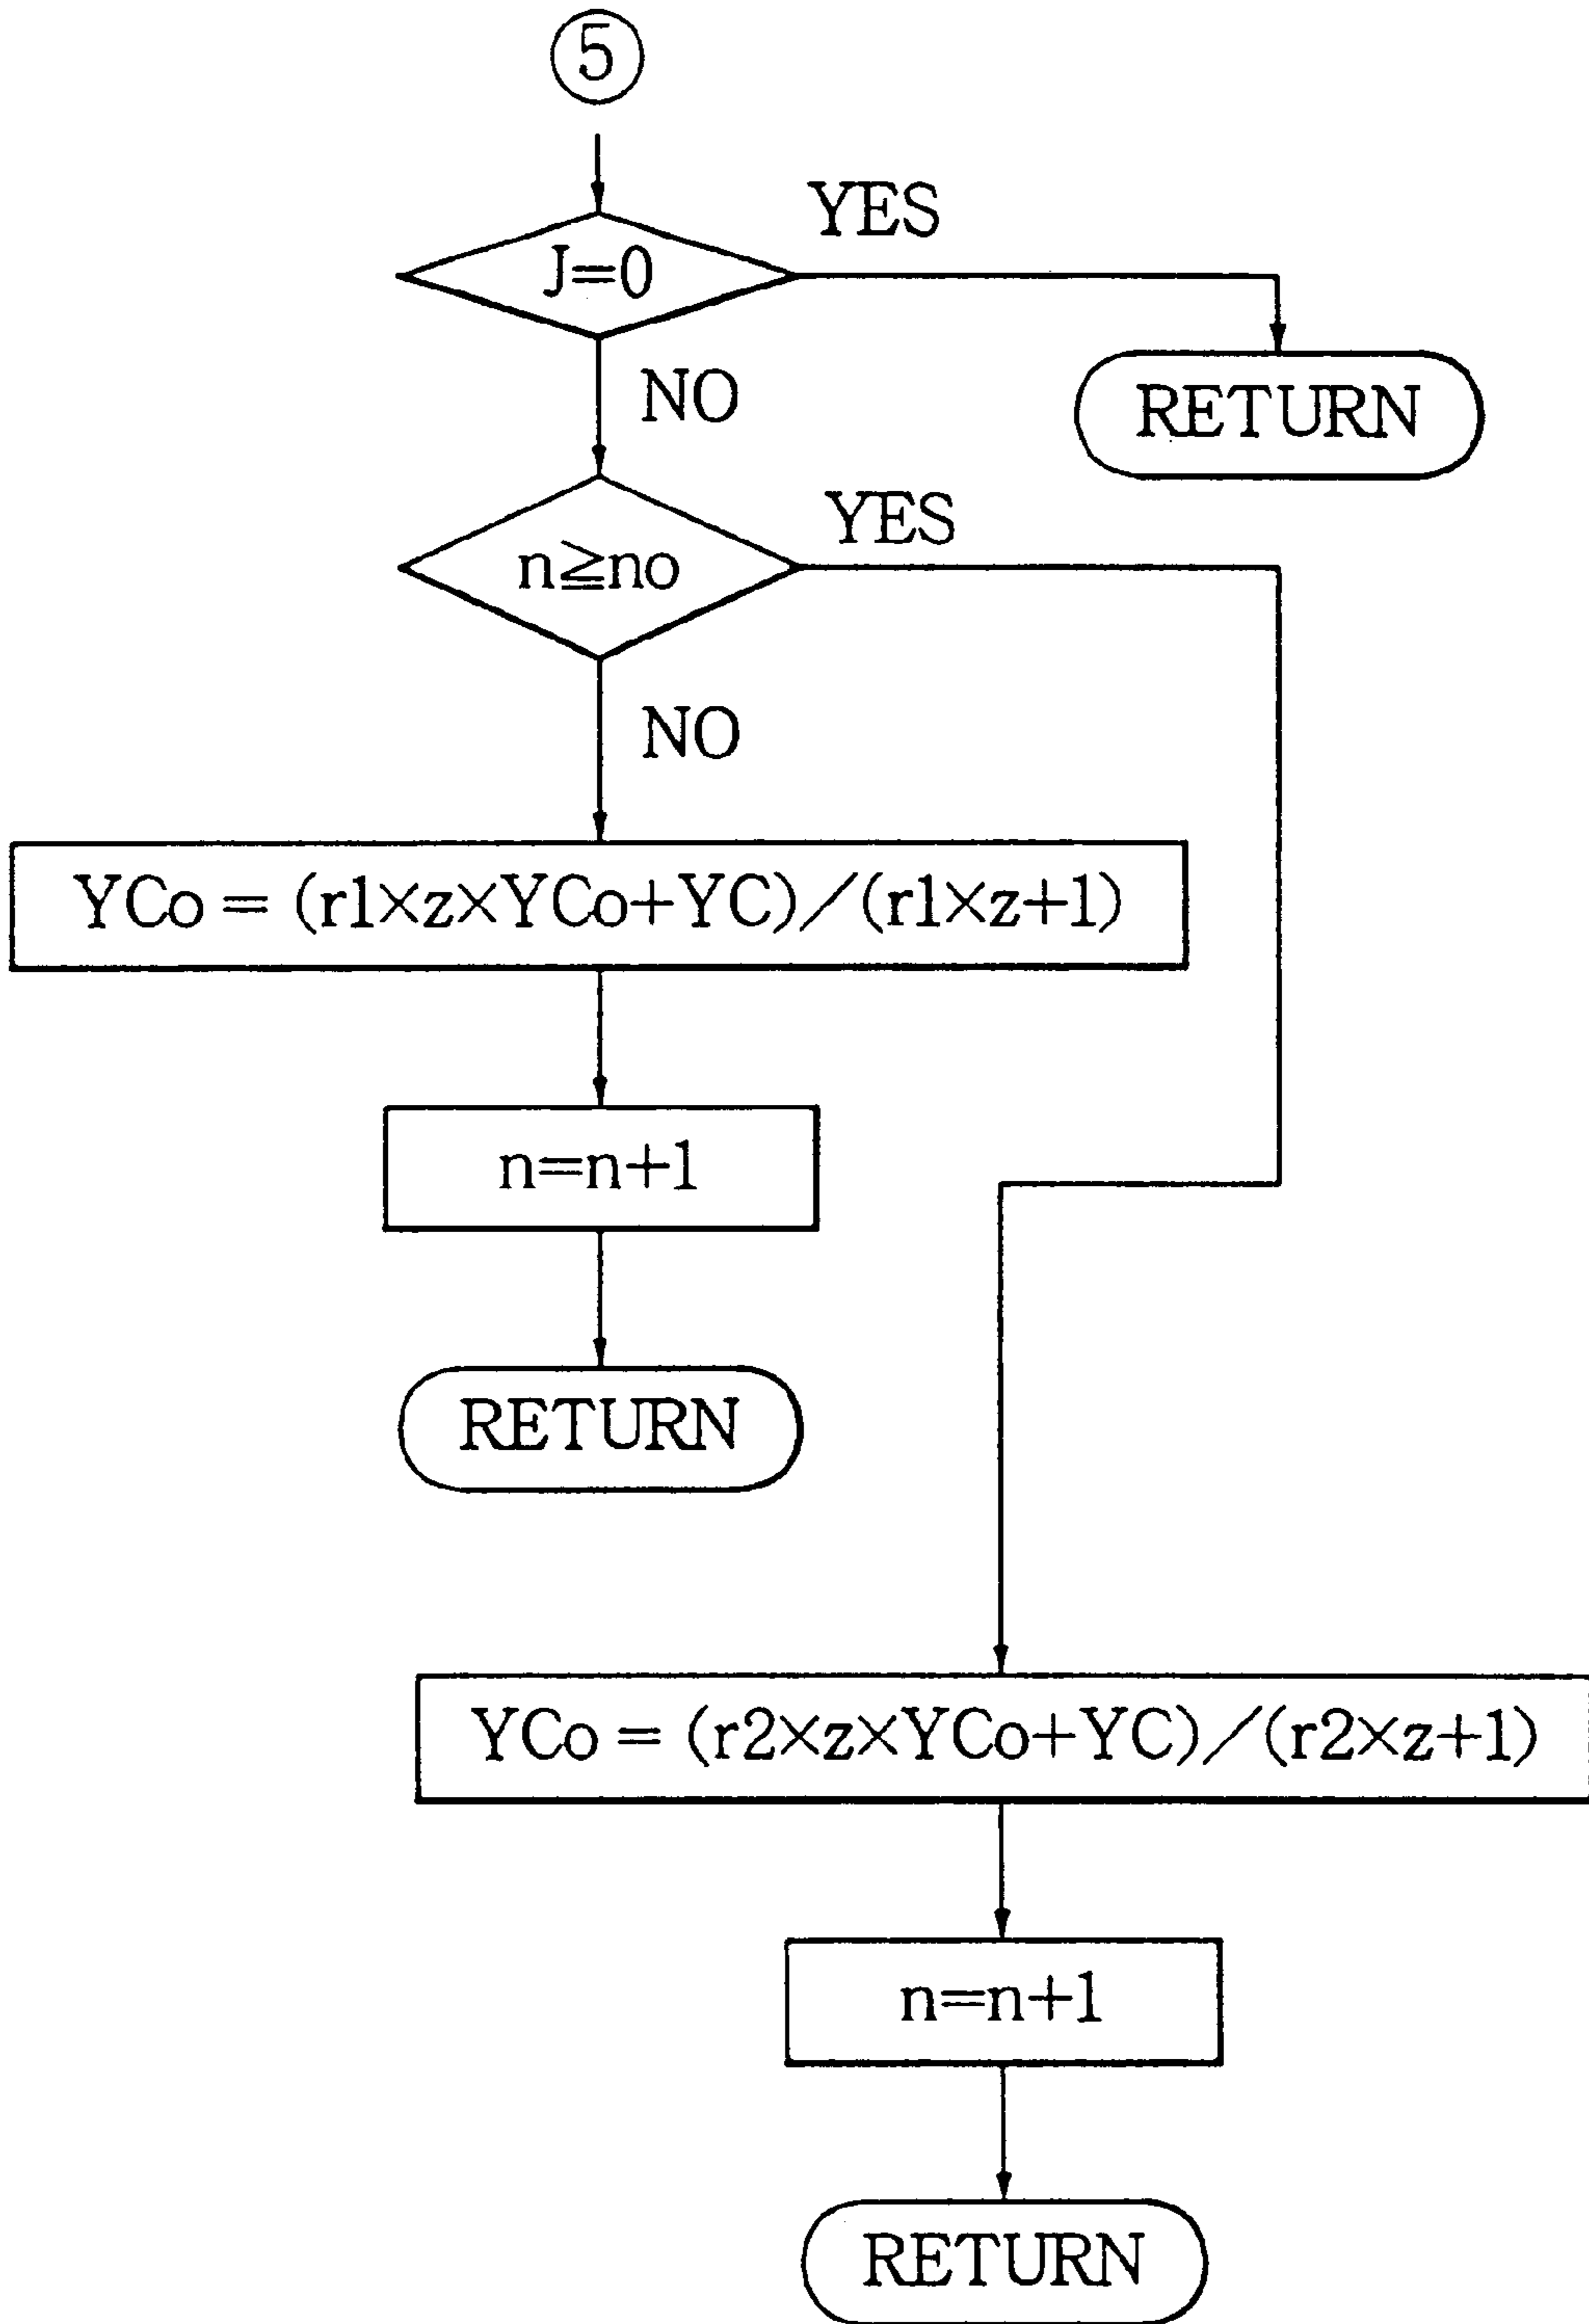 5
YES
J=0
RETURN
NO
YES
n≧no
NO
YCo = (r1×z×YCo+YC)/(r1×z+1)
n=n+1
RETURN
YCo = (r2×z×YCo+YC)/(r2×z+1)
n=n+1
RETURN